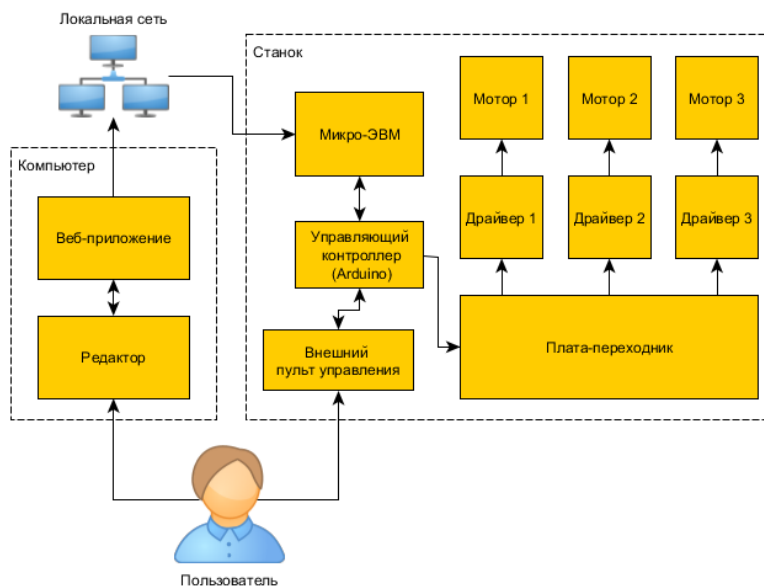 Локальная сеть
Станок
Мотор 1
Мотор 2
Мотор 3
Микро-ЭВМ
Компьютер
Веб-приложение
Управляющий
контроллер
(Arduino)
Драйвер 1
Драйвер 2
Драйвер 3
Редактор
Внешний
пульт управления
Плата-переходник
Пользователь